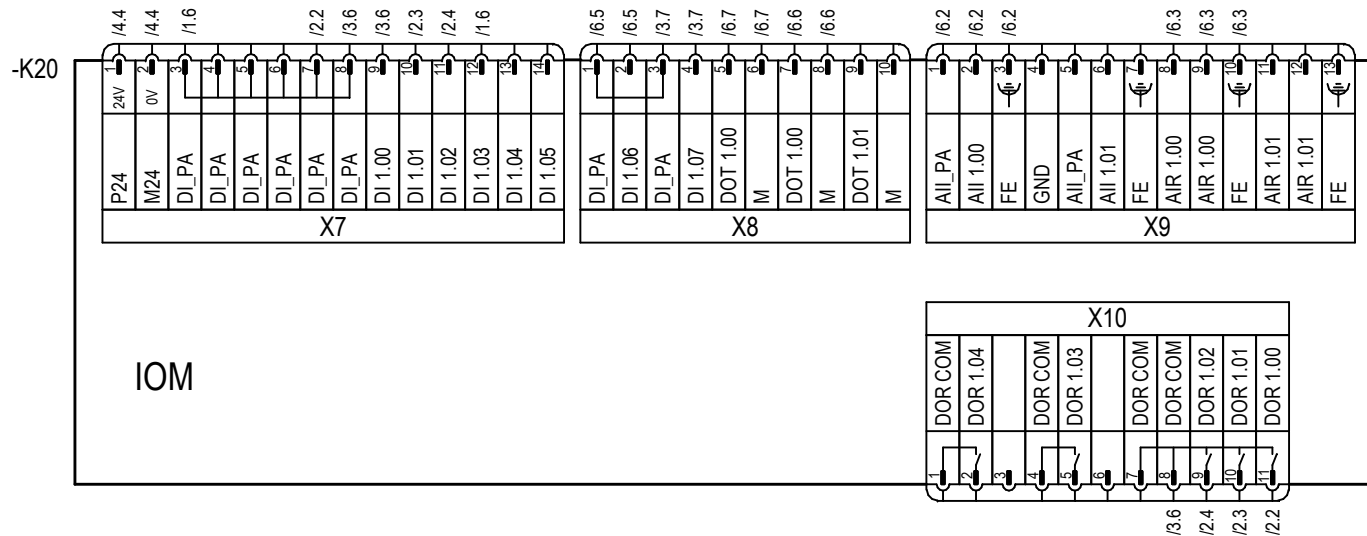 /4.4 /4.4 /1.6 /2.2 /3.6 /3.6 /2.3 /2.4 /1.6 /6.5 /6.5 /3.7 /3.7 /6.7 /6.7 /6.6 /6.6 /6.2 /6.2 /6.2 /6.3 /6.3 /6.3
-K20
1 2 3 4 5 6 7 8 9 10 11 12 13 14
24V 0V
P24 M24 DI_PA DI_PA DI_PA DI_PA DI_PA DI_PA DI 1.00 DI 1.01 DI 1.02 DI 1.03 DI 1.04 DI 1.05
X7
1 2 3 4 5 6 7 8 9 10
DI_PA DI 1.06 DI_PA DI 1.07 DOT 1.00 M DOT 1.00 M DOT 1.01 M
X8
1 2 3 4 5 6 7 8 9 10 11 12 13
AII_PA AII 1.00 FE GND AII_PA AII 1.01 FE AIR 1.00 AIR 1.00 FE AIR 1.01 AIR 1.01 FE
X9
IOM
X10
DOR COM DOR 1.04 DOR COM DOR 1.03 DOR COM DOR COM DOR 1.02 DOR 1.01 DOR 1.00
1 2 3 4 5 6 7 8 9 10 11
/3.6 /2.4 /2.3 /2.2